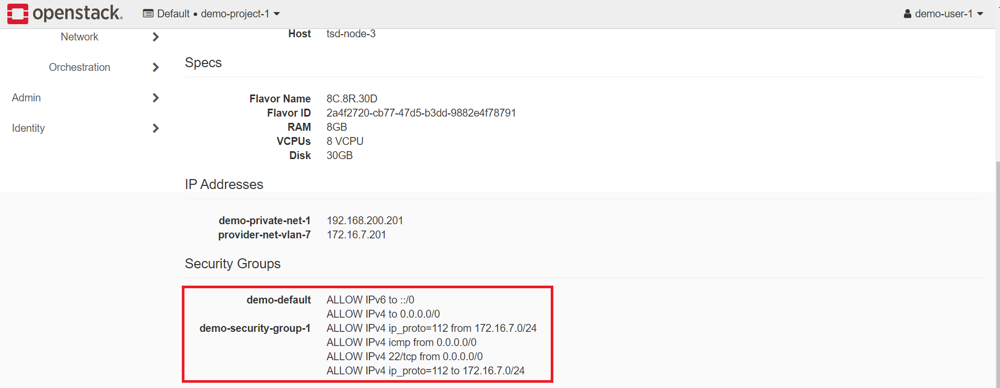 openstack. Default • demo-project-1 demo-user-1
Network
Orchestration
Admin
Identity
Host tsd-node-3
Specs
Flavor Name 8C.8R.30D
Flavor ID 2a4f2720-cb77-47d5-b3dd-9882e4f78791
RAM 8GB
VCPUs 8 VCPU
Disk 30GB
IP Addresses
demo-private-net-1 192.168.200.201
provider-net-vlan-7 172.16.7.201
Security Groups
demo-default ALLOW IPv6 to ::/0
ALLOW IPv4 to 0.0.0.0/0
demo-security-group-1 ALLOW IPv4 ip_proto=112 from 172.16.7.0/24
ALLOW IPv4 icmp from 0.0.0.0/0
ALLOW IPv4 22/tcp from 0.0.0.0/0
ALLOW IPv4 ip_proto=112 to 172.16.7.0/24